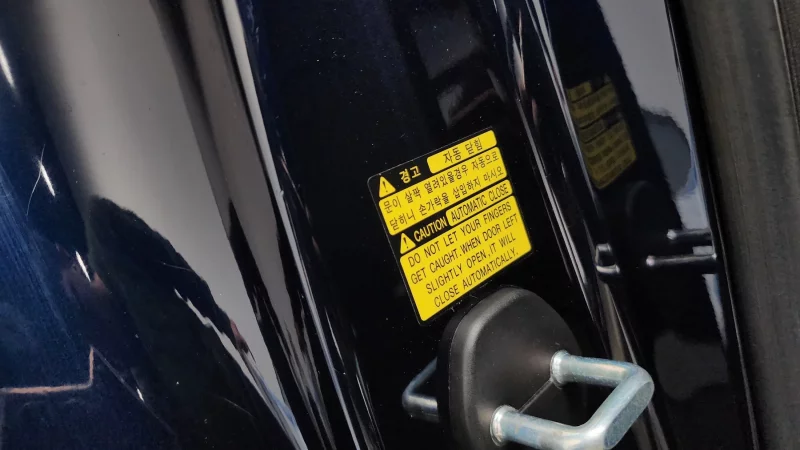 경고 자동 닫힘
문이 살짝 열려있을경우 자동으로
닫히니 손가락을 삽입하지 마시오
CAUTION AUTOMATIC CLOSE
DO NOT LET YOUR FINGERS
GET CAUGHT.WHEN DOOR LEFT
SLIGHTLY OPEN.IT WILL
CLOSE AUTOMATICALLY.